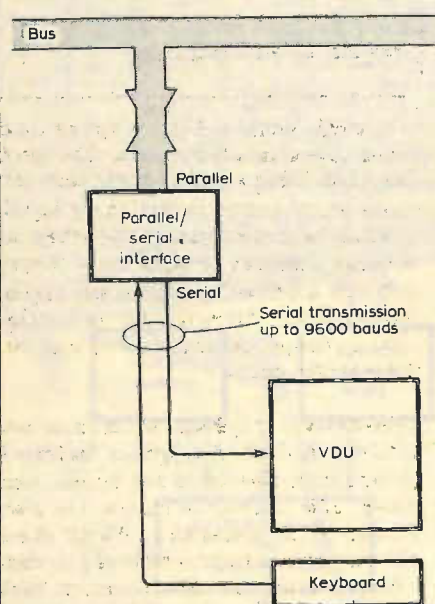 Bus
Parallel
Parallel/
serial
interface
Serial
Serial transmission
up to 9600 bauds
VDU
Keyboard